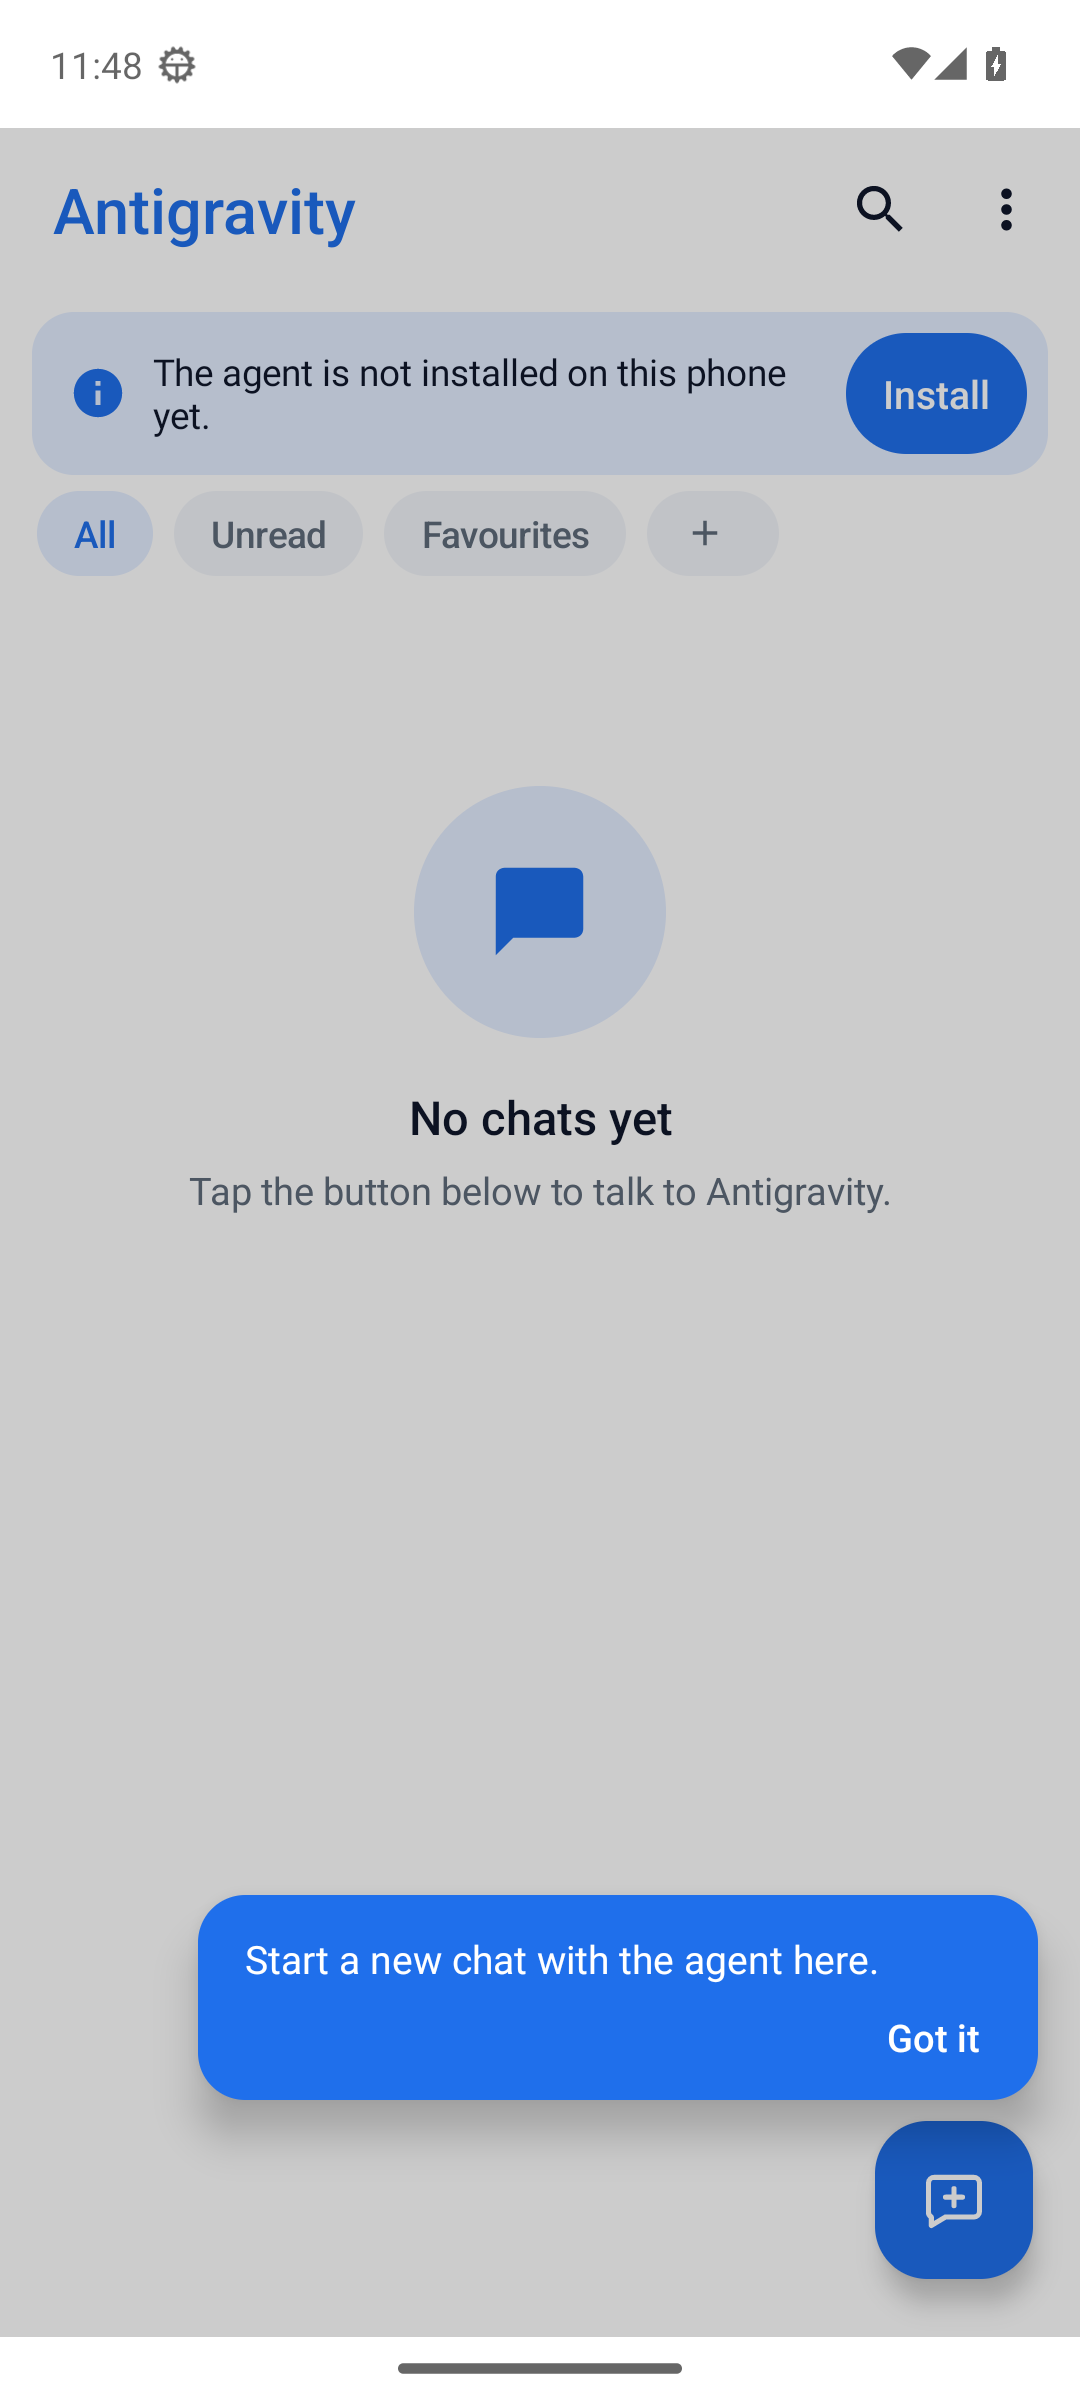 11:48
Antigravity
The agent is not installed on this phone
yet.
Install
All
Unread
Favourites
+
No chats yet
Tap the button below to talk to Antigravity.
Start a new chat with the agent here.
Got it